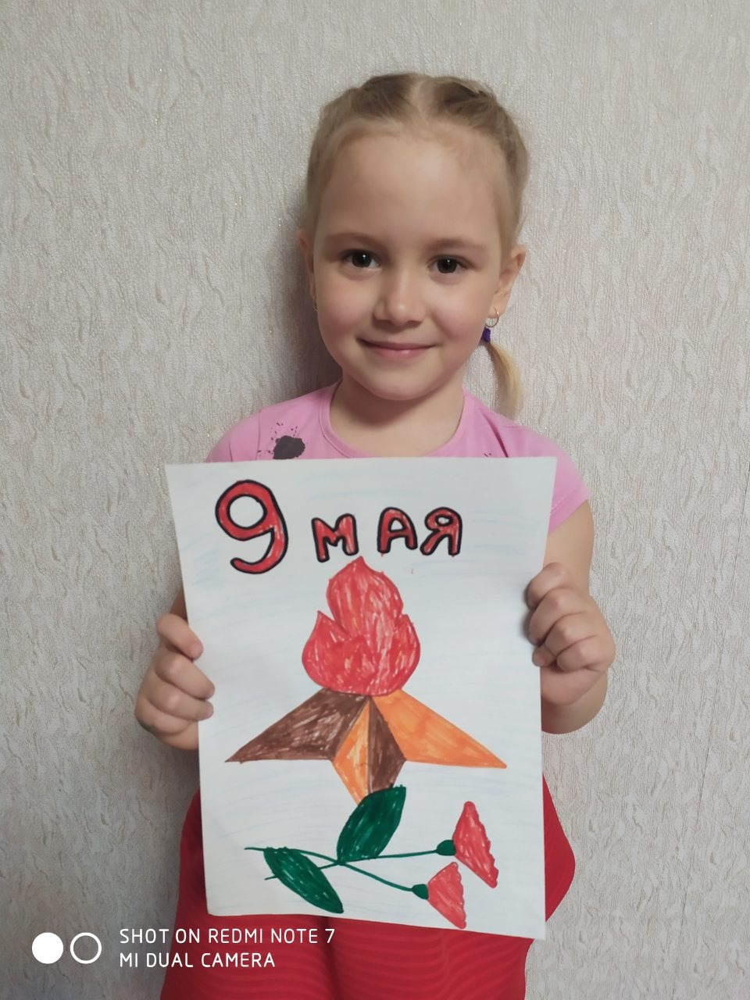 9 мая
SHOT ON REDMI NOTE 7
MI DUAL CAMERA